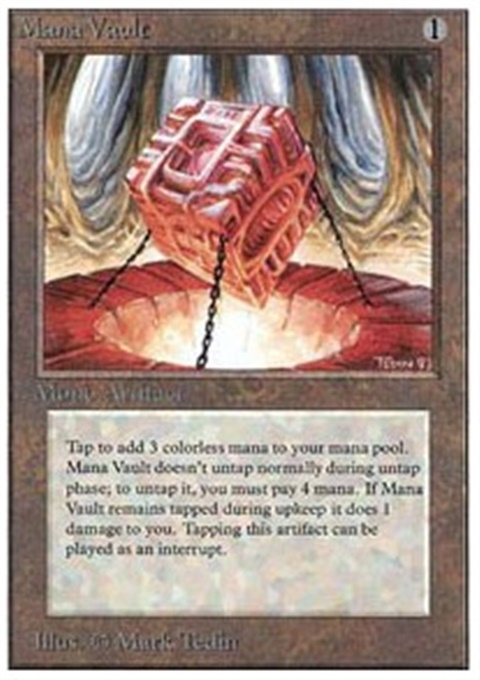 Mana Vault 1
Mono Artifact
Tap to add 3 colorless mana to your mana pool.
Mana Vault doesn't untap normally during untap
phase; to untap it, you must pay 4 mana. If Mana
Vault remains tapped during upkeep it does 1
damage to you. Tapping this artifact can be
played as an interrupt.
Illus. © Mark Tedin